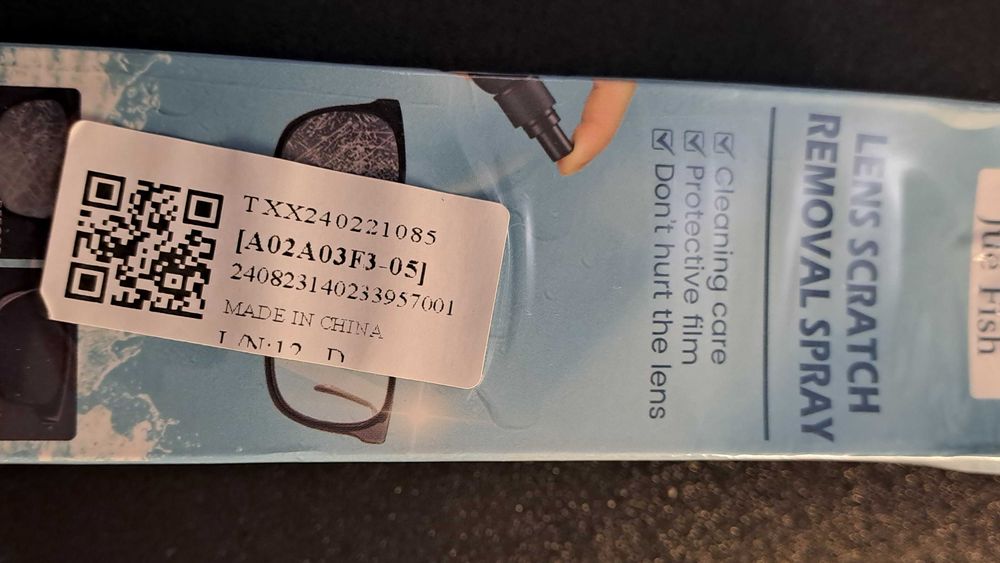 Jue Fish
LENS SCRATCH
REMOVAL SPRAY
☑ Cleaning care
☑ Protective film
☑ Don't hurt the lens
TXX240221085
[A02A03F3-05]
240823140233957001
MADE IN CHINA